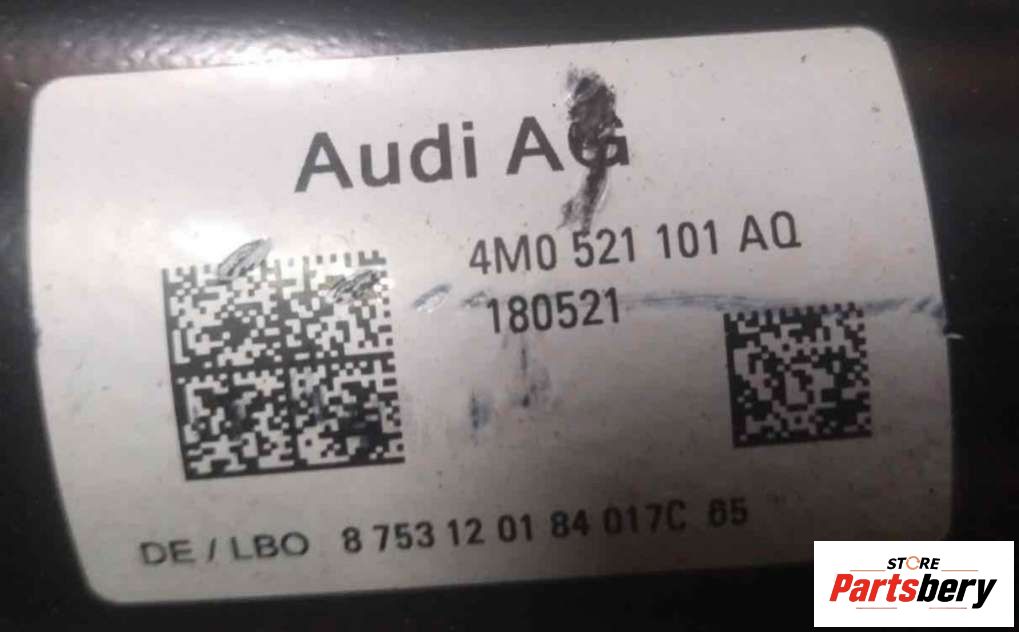 Audi AG
4M0 521 101 AQ
180521
DE / LBO 8 753 12 01 84 017C 65
STORE
Partsbery